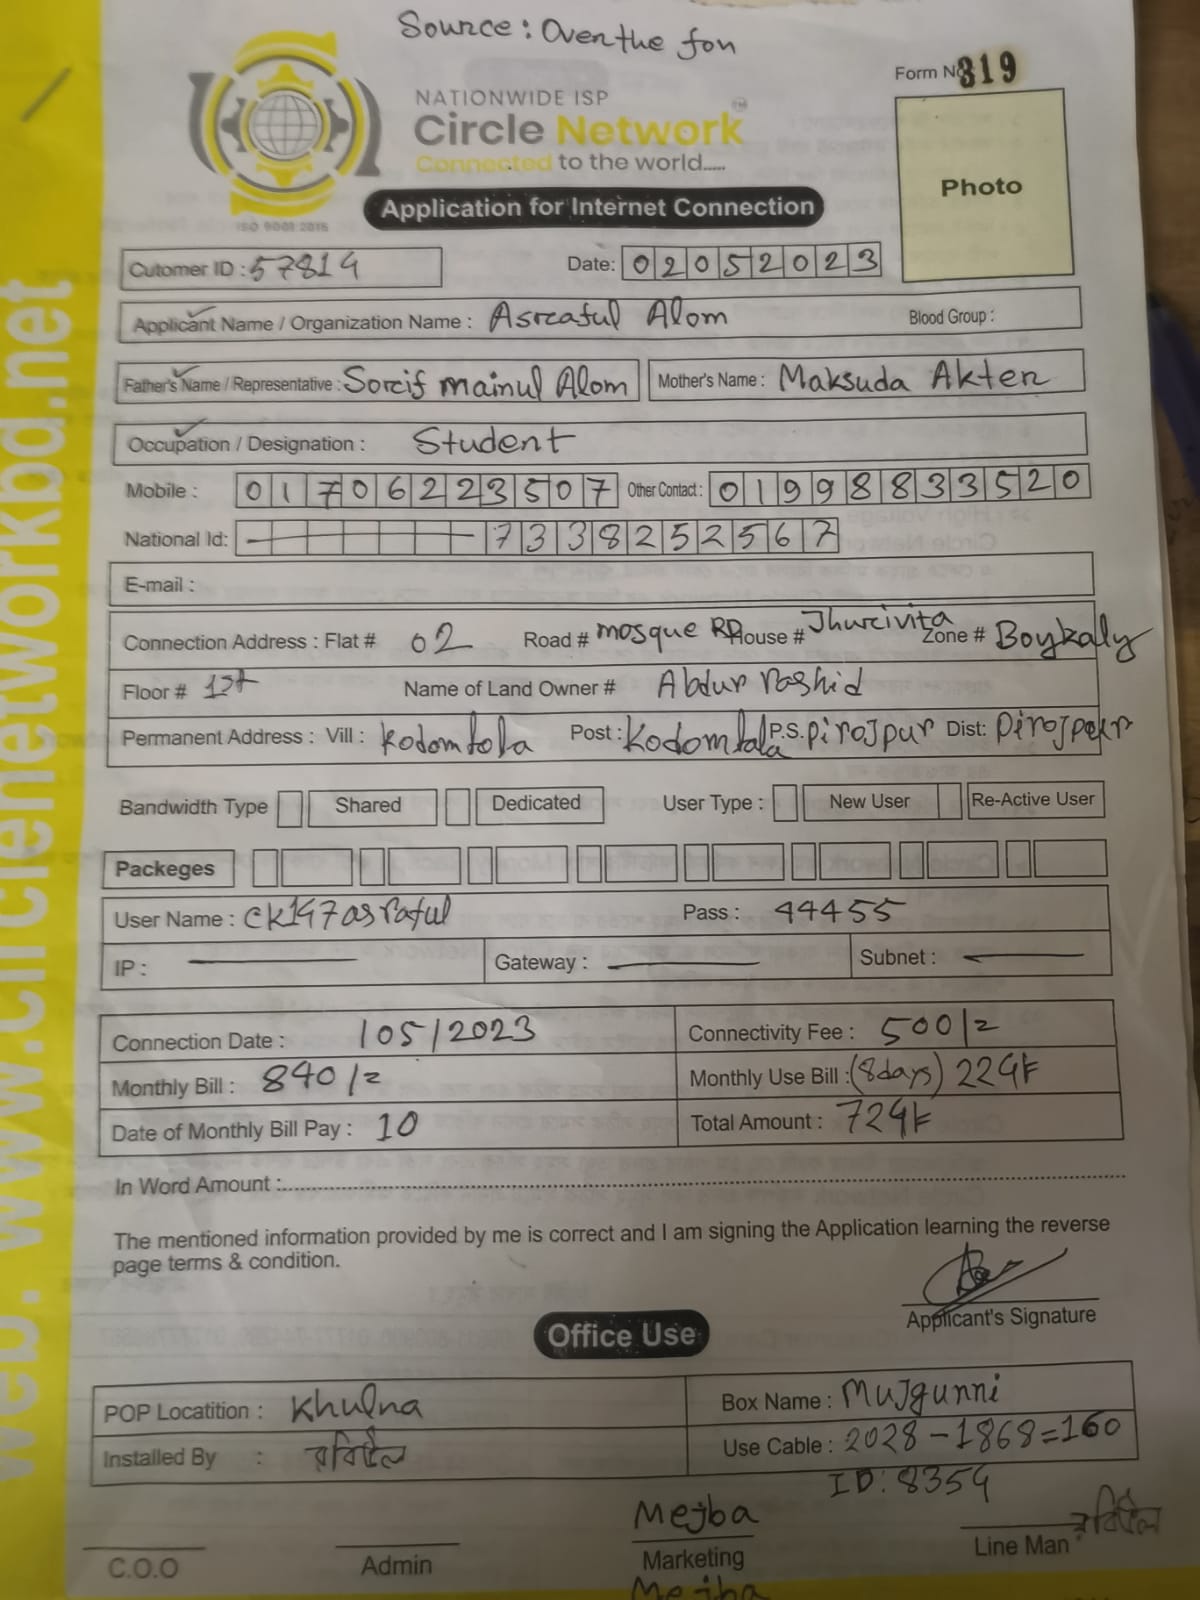 Source: Over the fon
Form No 319
NATIONWIDE ISP
Circle Network
Connected to the world.....
ISO 9001:2015
Application for Internet Connection
Photo
Cutomer ID : 57814 Date: 02052023
Applicant Name / Organization Name : Asreaful Alom Blood Group :
Father's Name / Representative : Soreif mainul Alom Mother's Name : Maksuda Akter
Occupation / Designation : Student
Mobile : 01706223507 Other Contact : 01998833520
National Id: 7338252567
E-mail :
Connection Address : Flat # 02 Road # mosque RD House # Jhurcivita Zone # Boykaly
Floor # 1st Name of Land Owner # Abdur rashid
Permanent Address : Vill : Kodomtola Post : Kodomtala P.S. Pirojpur Dist: Pirojpur
Bandwidth Type Shared Dedicated User Type : New User Re-Active User
Packeges
User Name : ck147asraful Pass : 44455
IP : Gateway : Subnet :
Connection Date : /05/2023 Connectivity Fee : 500/=
Monthly Bill : 840/= Monthly Use Bill : (8days) 224৳
Date of Monthly Bill Pay : 10 Total Amount : 724৳
In Word Amount :
The mentioned information provided by me is correct and I am signing the Application learning the reverse
page terms & condition.
Applicant's Signature
Office Use
POP Locatition : Khulna Box Name : Mujgunni
Installed By : Use Cable : 2028-1868=160
ID: 8354
Mejba
C.O.O Admin Marketing Line Man
Mejba
web: www.circlenetworkbd.net